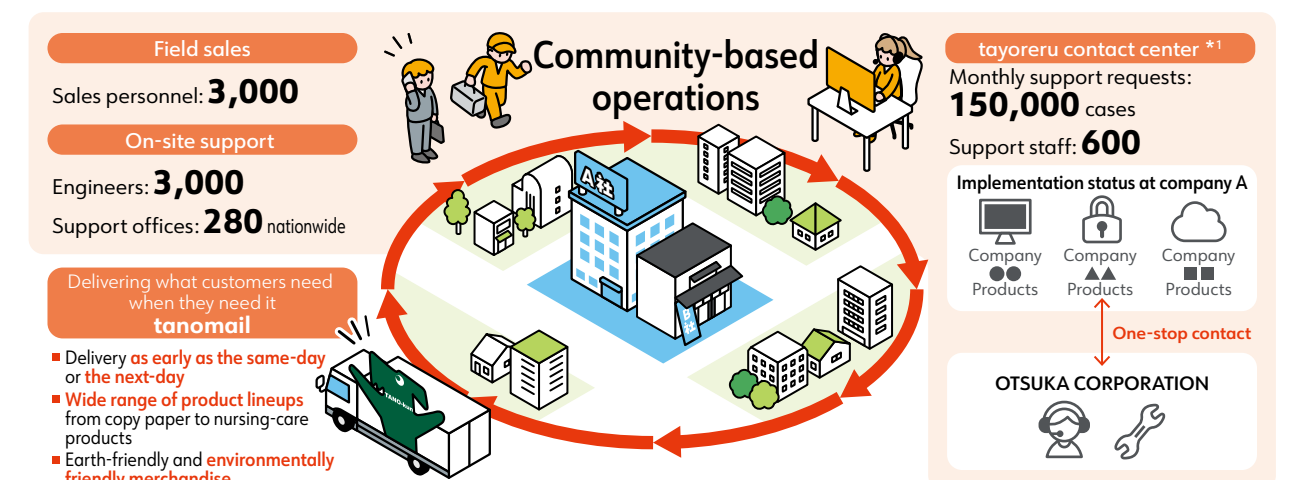 Field sales
Sales personnel: 3,000
On-site support
Engineers: 3,000
Support offices: 280 nationwide
Delivering what customers need
when they need it
tanomail
Delivery as early as the same-day
or the next-day
Wide range of product lineups
from copy paper to nursing-care
products
Earth-friendly and environmentally
friendly merchandise
Community-based
operations
A社
B社
TANO-kun
tayoreru contact center *1
Monthly support requests:
150,000 cases
Support staff: 600
Implementation status at company A
Company
●●
Products
Company
▲▲
Products
Company
■■
Products
One-stop contact
OTSUKA CORPORATION